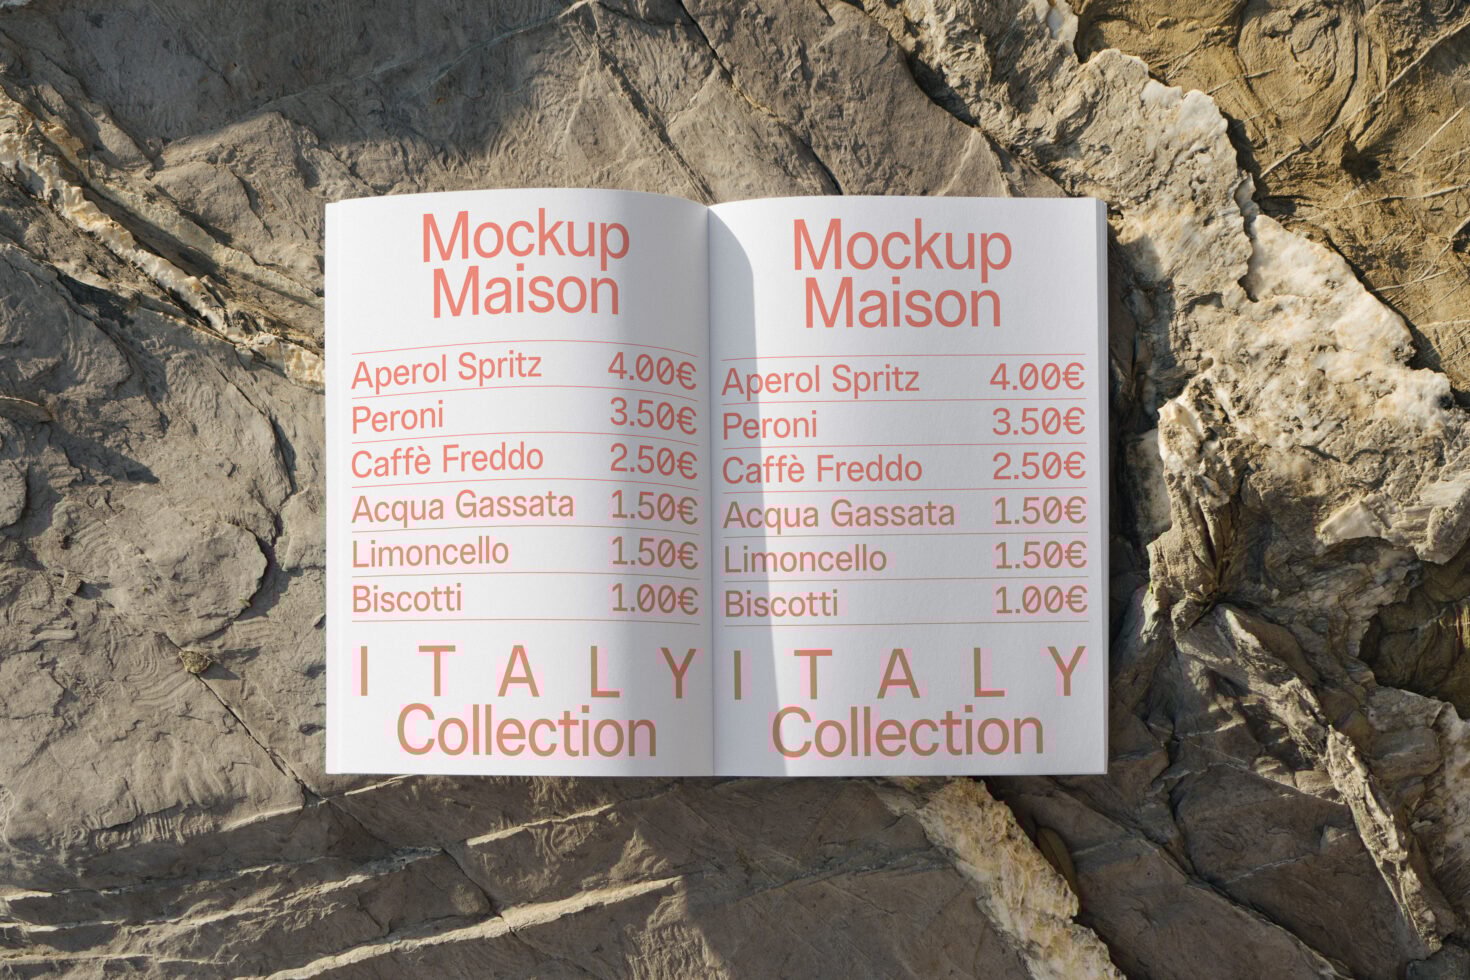 Mockup
Maison
Aperol Spritz 4.00€
Peroni 3.50€
Caffè Freddo 2.50€
Acqua Gassata 1.50€
Limoncello 1.50€
Biscotti 1.00€
I T A L Y
Collection
Mockup
Maison
Aperol Spritz 4.00€
Peroni 3.50€
Caffè Freddo 2.50€
Acqua Gassata 1.50€
Limoncello 1.50€
Biscotti 1.00€
I T A L Y
Collection